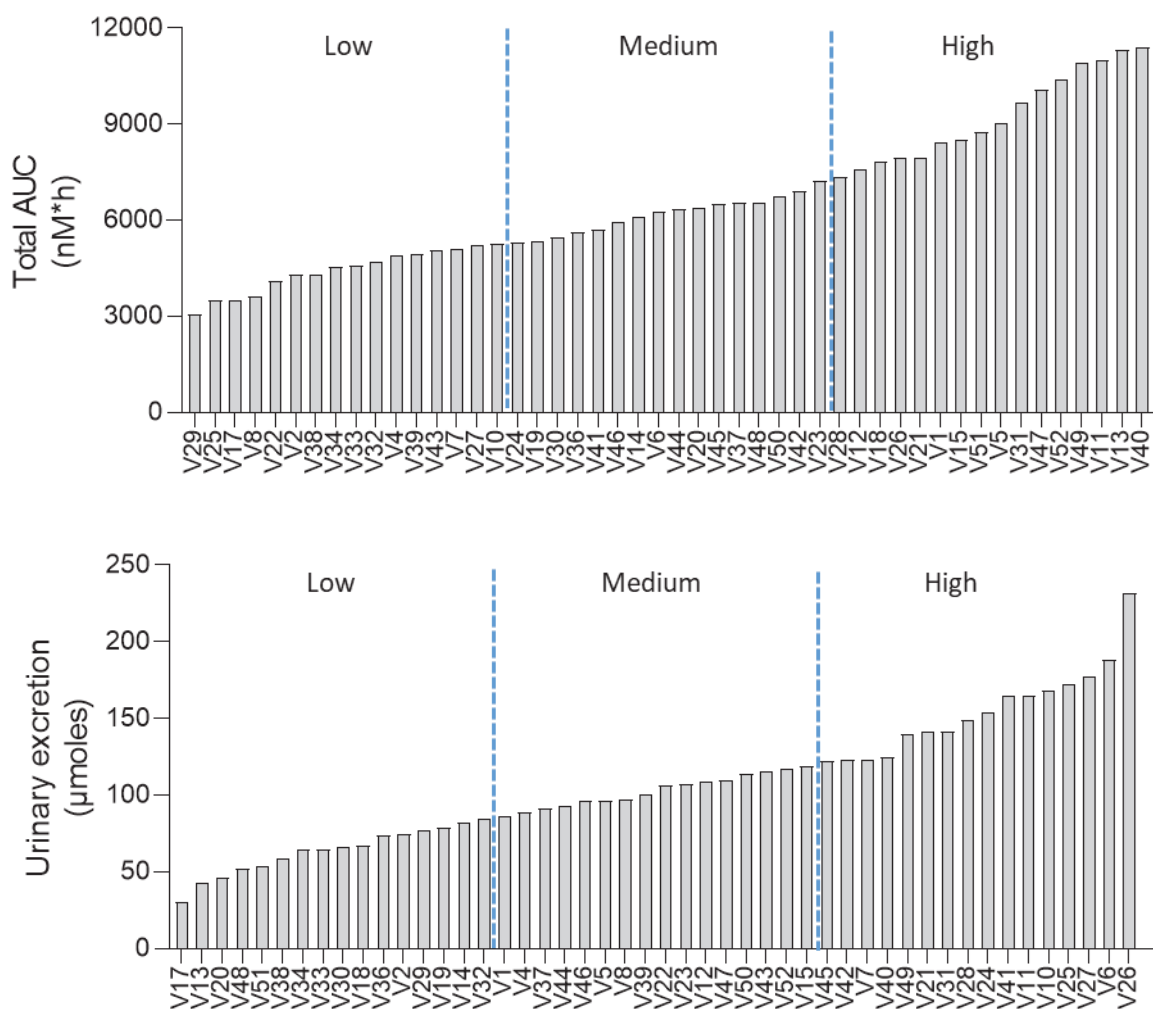 12000
Low Medium High
9000
6000
3000
0
Total AUC
(nM*h)
V29 V25 V17 V8 V22 V2 V38 V34 V33 V32 V4 V39 V43 V7 V27 V10 V24 V19 V30 V36 V41 V46 V14 V6 V44 V20 V45 V37 V48 V50 V42 V23 V28 V12 V18 V26 V21 V1 V15 V51 V5 V31 V47 V52 V49 V11 V13 V40
250
Low Medium High
200
150
100
50
0
Urinary excretion
(µmoles)
V17 V13 V20 V48 V51 V38 V34 V33 V30 V18 V36 V2 V29 V19 V14 V32 V1 V4 V37 V44 V46 V5 V8 V39 V22 V23 V12 V47 V50 V43 V52 V15 V45 V42 V7 V40 V49 V21 V31 V28 V24 V41 V11 V10 V25 V27 V6 V26